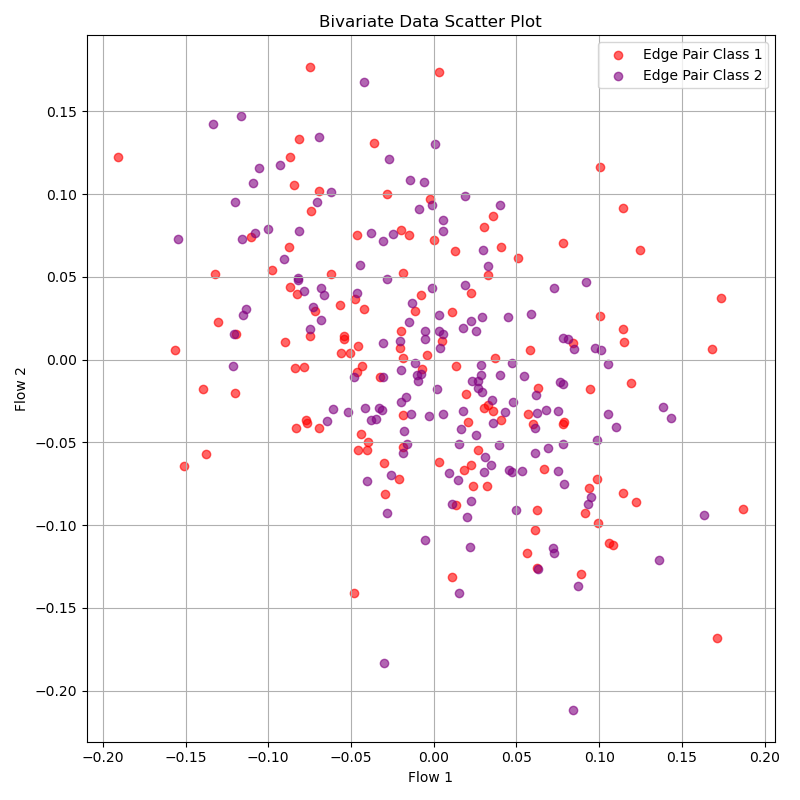 Bivariate Data Scatter Plot
Edge Pair Class 1
Edge Pair Class 2
0.15
0.10
0.05
0.00
−0.05
−0.10
−0.15
−0.20
Flow 2
−0.20 −0.15 −0.10 −0.05 0.00 0.05 0.10 0.15 0.20
Flow 1